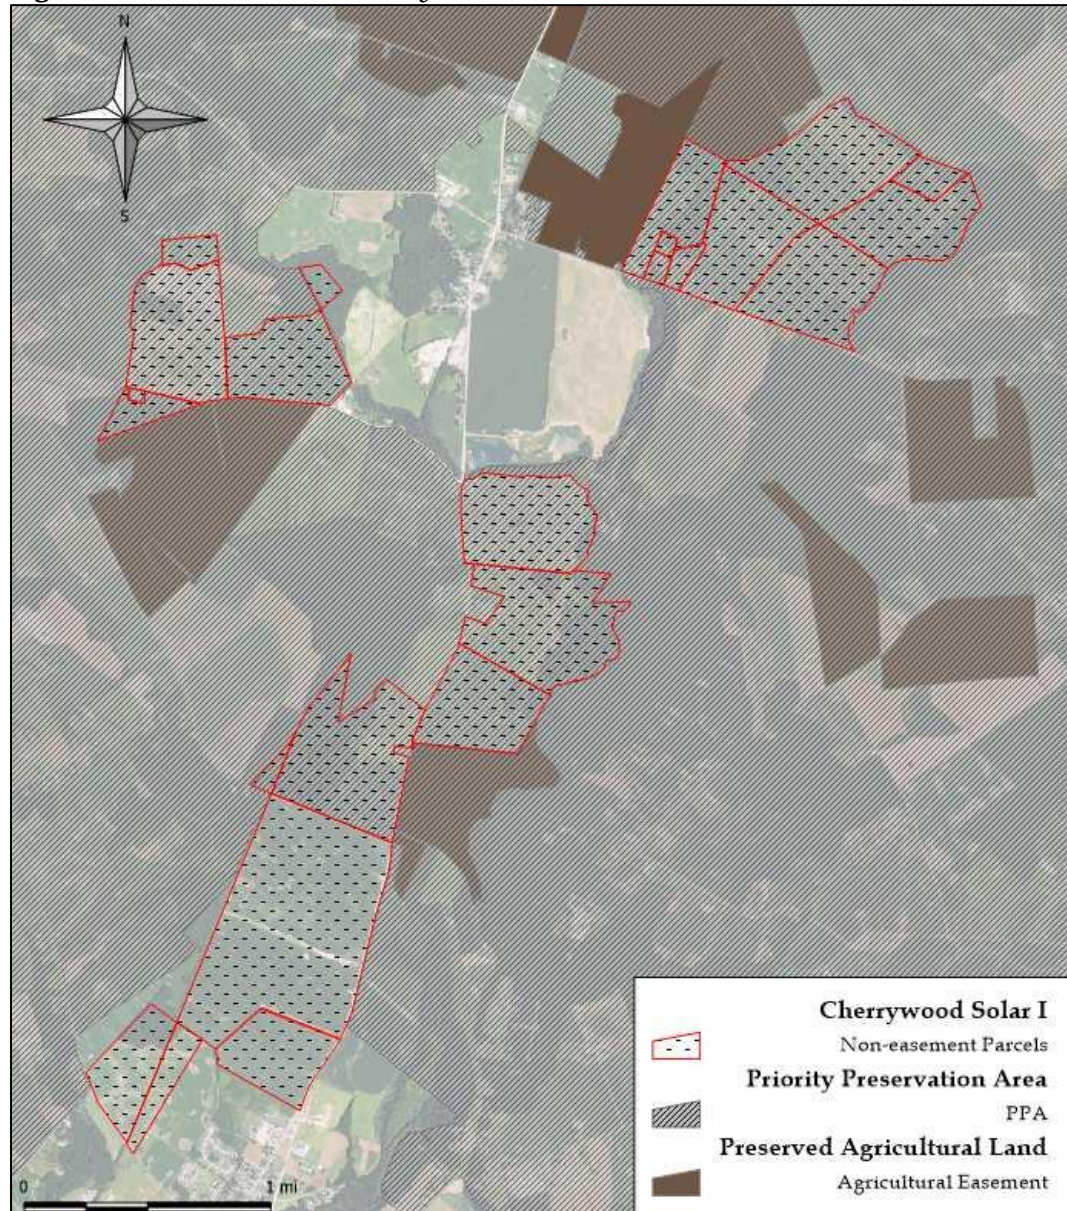 N
S
Cherrywood Solar I
Non-easement Parcels
Priority Preservation Area
PPA
Preserved Agricultural Land
Agricultural Easement
0 1 mi